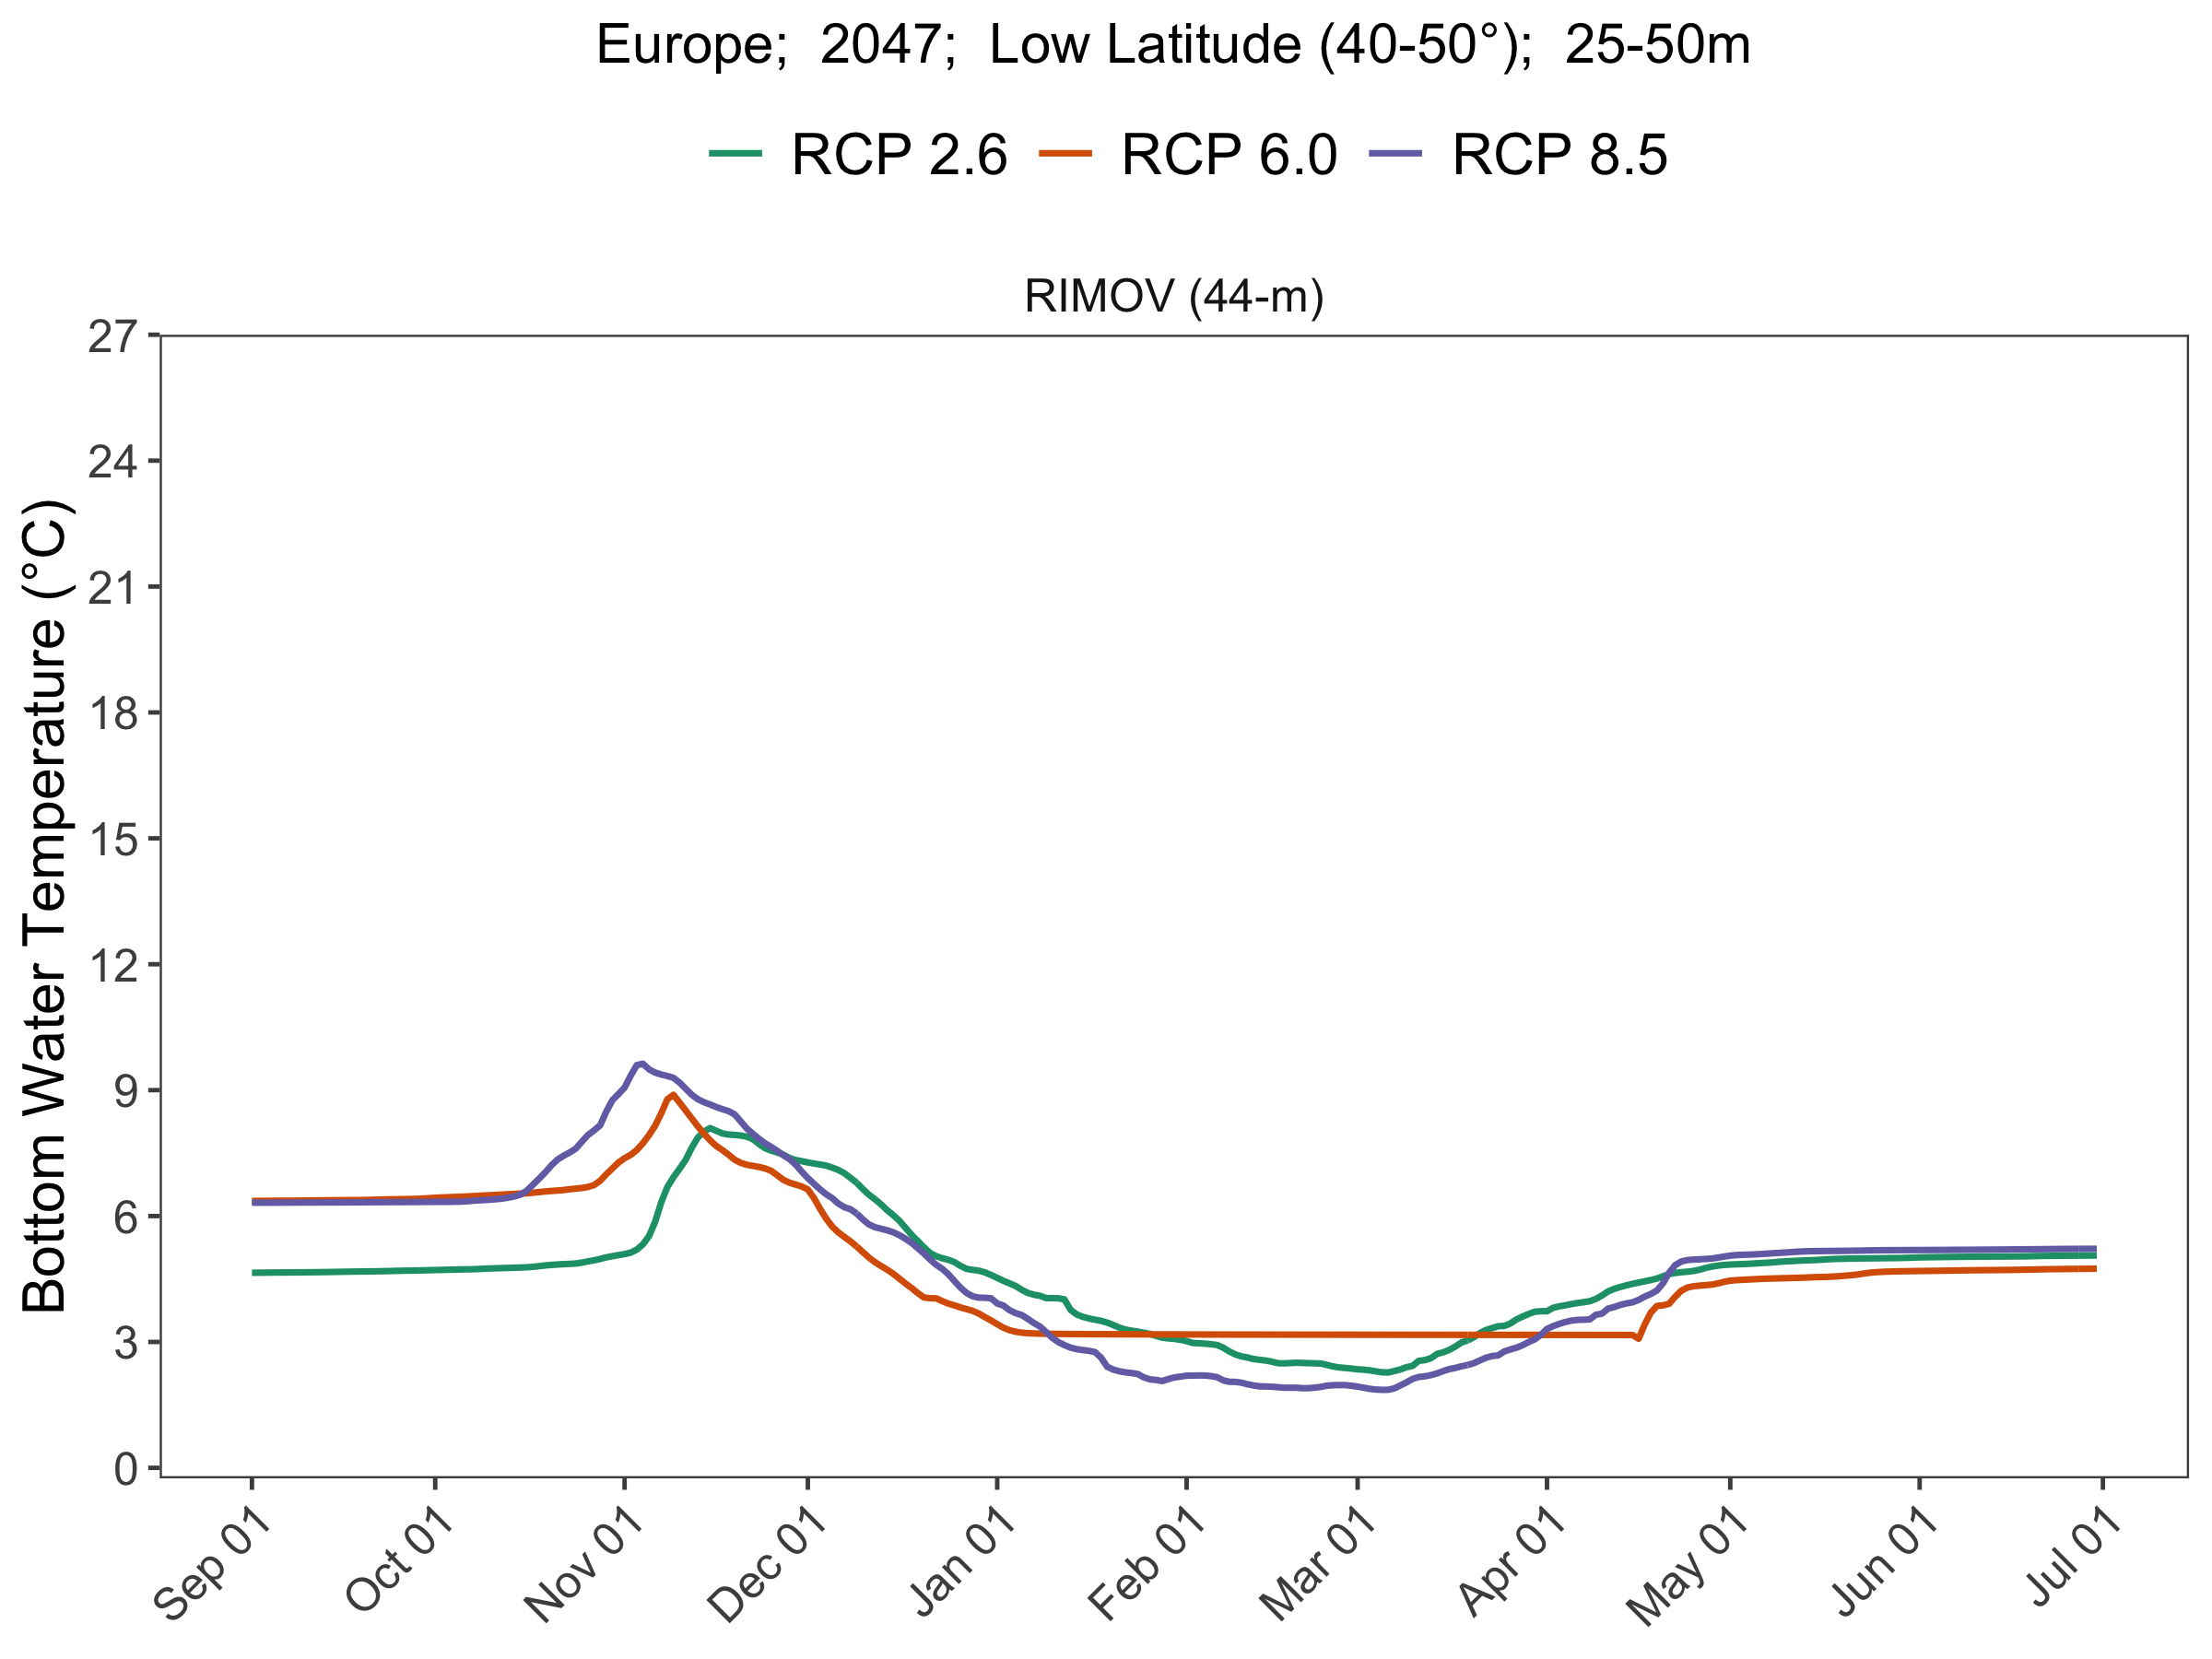 Europe;  2047;  Low Latitude (40-50°);  25-50m
RCP 2.6 RCP 6.0 RCP 8.5
RIMOV (44-m)
Bottom Water Temperature (°C)
27
24
21
18
15
12
9
6
3
0
Sep 01 Oct 01 Nov 01 Dec 01 Jan 01 Feb 01 Mar 01 Apr 01 May 01 Jun 01 Jul 01